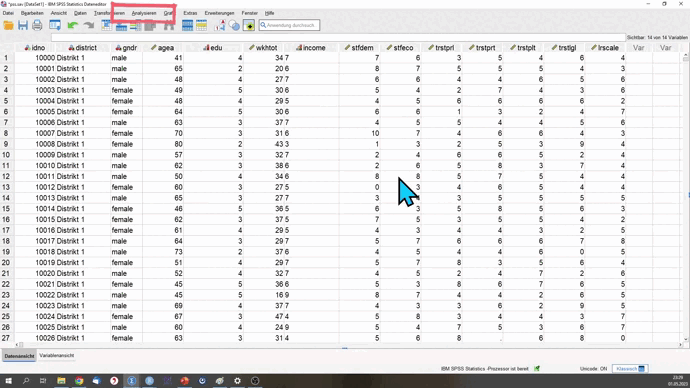 *prs.sav [DataSet1] - IBM SPSS Statistics Dateneditor
Datei Bearbeiten Ansicht Daten Transformieren Analysieren Grafik Extras Erweiterungen Fenster Hilfe
Anwendung durchsuchen
Sichtbar: 14 von 14 Variablen
idno district gndr agea edu wkhtot income stfdem stfeco trstprl trstprt trstplt trstlgl lrscale Var Var
1 10000 Distrikt 1 male 41 4 34 7 7 6 3 5 4 6 4
2 10001 Distrikt 1 male 65 2 20 6 8 7 5 5 5 4 3
3 10002 Distrikt 1 male 48 4 27 7 6 6 4 4 6 5 6
4 10003 Distrikt 1 female 49 5 30 6 5 4 2 7 4 3 6
5 10004 Distrikt 1 female 48 4 29 5 4 5 6 6 6 6 2
6 10005 Distrikt 1 female 64 5 30 6 6 6 1 3 2 4 7
7 10006 Distrikt 1 male 63 3 37 6 4 5 5 4 4 5 6
8 10007 Distrikt 1 female 70 3 31 6 10 7 4 6 6 4 3
9 10008 Distrikt 1 female 80 2 43 3 1 3 2 5 3 9 4
10 10009 Distrikt 1 male 57 3 32 7 2 4 6 6 5 2 4
11 10010 Distrikt 1 male 62 3 38 6 2 6 5 8 3 7 4
12 10011 Distrikt 1 male 50 4 34 6 8 8 5 7 5 4 4
13 10012 Distrikt 1 female 60 3 27 5 0 3 4 6 5 4 4
14 10013 Distrikt 1 male 65 3 27 7 3 3 4 5 5 5
15 10014 Distrikt 1 female 46 5 36 5 6 3 5 8 5 6 3
16 10015 Distrikt 1 female 62 3 37 5 7 5 3 5 5 4 2
17 10016 Distrikt 1 female 61 4 29 5 4 3 4 4 3 2 5
18 10017 Distrikt 1 male 64 3 29 7 5 7 6 6 6 7 8
19 10018 Distrikt 1 male 73 2 37 6 4 5 4 4 6 0 5
20 10019 Distrikt 1 female 51 4 29 7 5 7 8 3 5 6 4
21 10020 Distrikt 1 male 52 4 32 7 4 5 2 4 7 2 6
22 10021 Distrikt 1 female 45 5 36 6 5 3 8 6 7 6 5
23 10022 Distrikt 1 male 45 5 16 9 8 7 4 4 2 6 5
24 10023 Distrikt 1 male 69 4 37 7 4 3 3 6 2 9 5
25 10024 Distrikt 1 female 67 3 47 4 5 8 3 5 4 5 4
26 10025 Distrikt 1 male 60 4 24 9 5 4 7 5 3 6 7
27 10026 Distrikt 1 female 63 3 31 4 5 6 8 . 6 8 0
Datenansicht Variablenansicht
IBM SPSS Statistics -Prozessor ist bereit Unicode: ON Klassisch
23:29
01.05.2023